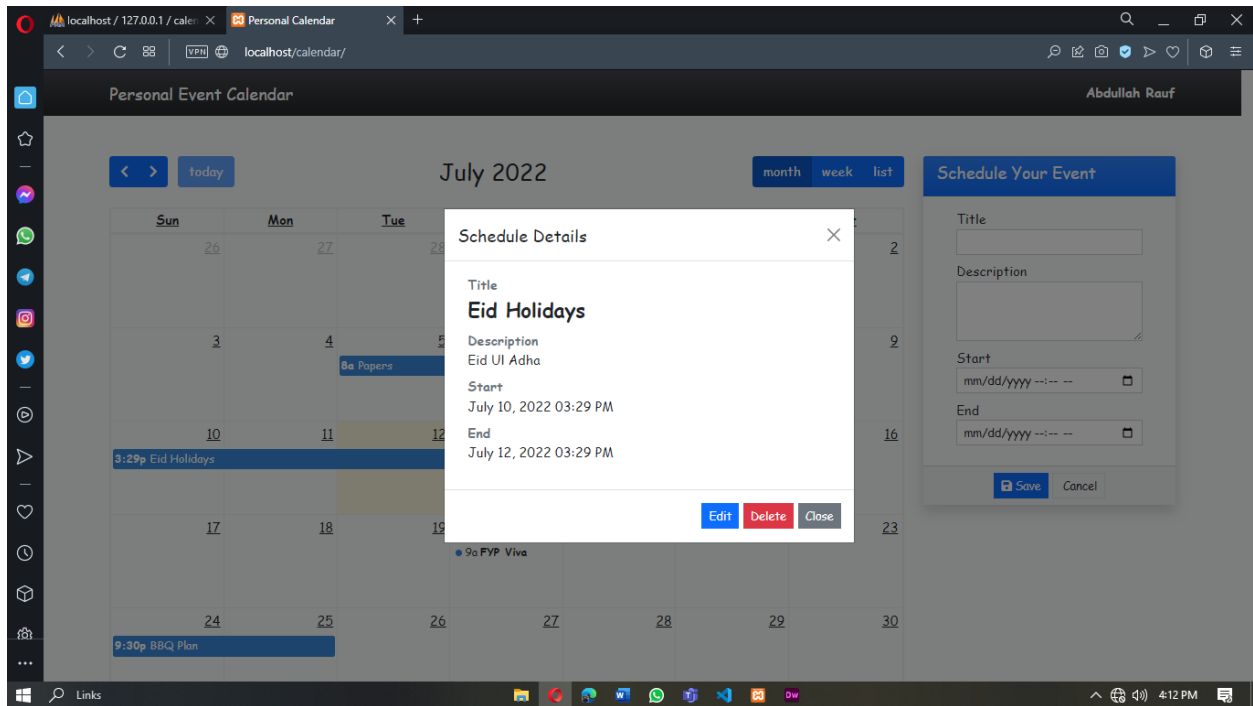 localhost / 127.0.0.1 / calen
Personal Calendar
VPN
localhost/calendar/
Personal Event Calendar
Abdullah Rauf
today
July 2022
month week list
Schedule Your Event
Sun Mon Tue
26 27 28 2
3 4 5 9
8a Papers
10 11 12 16
3:29p Eid Holidays
17 18 19 23
9a FYP Viva
24 25 26 27 28 29 30
9:30p BBQ Plan
Schedule Details
Title
Eid Holidays
Description
Eid Ul Adha
Start
July 10, 2022 03:29 PM
End
July 12, 2022 03:29 PM
Edit Delete Close
Title
Description
Start
mm/dd/yyyy --:-- --
End
mm/dd/yyyy --:-- --
Save Cancel
Links
4:12 PM